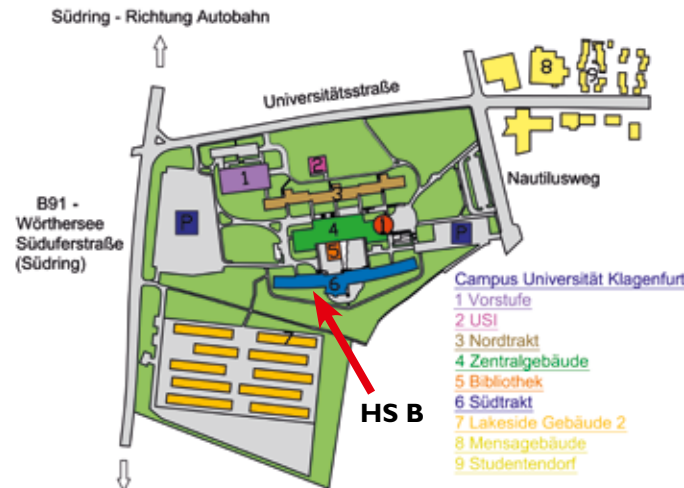 Südring - Richtung Autobahn
Universitätsstraße
8
9
1
2
3
Nautilusweg
B91 -
Wörthersee
Süduferstraße
(Südring)
P
4
i
P
5
6
7
HS B
Campus Universität Klagenfurt
1 Vorstufe
2 USI
3 Nordtrakt
4 Zentralgebäude
5 Bibliothek
6 Südtrakt
7 Lakeside Gebäude 2
8 Mensagebäude
9 Studentendorf